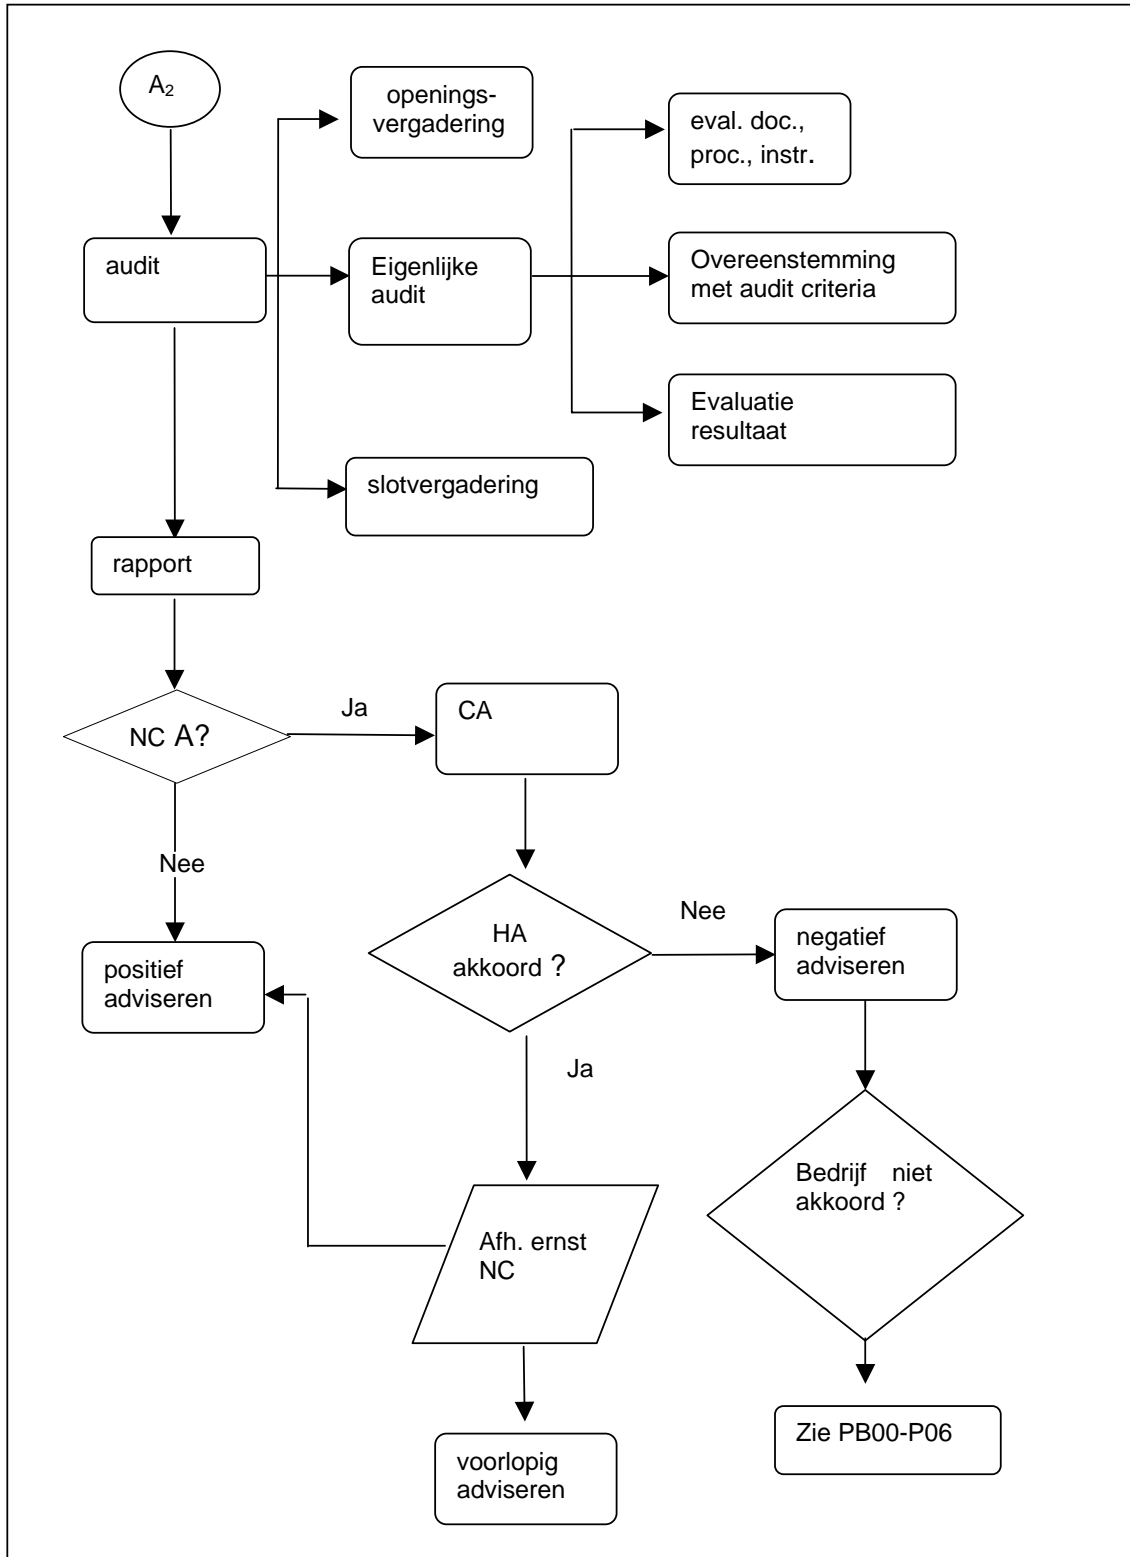 A₂
openings-
vergadering
eval. doc.,
proc., instr.
audit
Eigenlijke
audit
Overeenstemming
met audit criteria
Evaluatie
resultaat
slotvergadering
rapport
NC A?
Ja
CA
Nee
HA
akkoord ?
Nee
negatief
adviseren
positief
adviseren
Ja
Bedrijf niet
akkoord ?
Afh. ernst
NC
Zie PB00-P06
voorlopig
adviseren